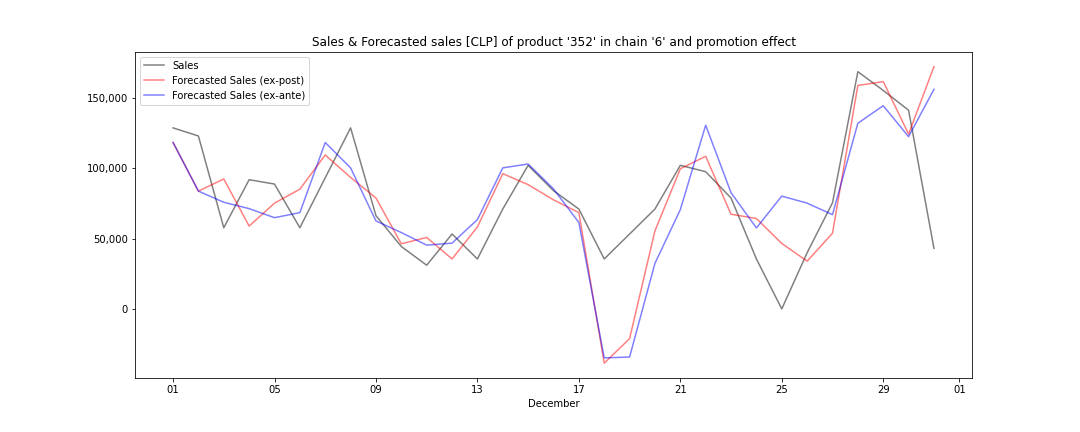 Sales & Forecasted sales [CLP] of product '352' in chain '6' and promotion effect
Sales
Forecasted Sales (ex-post)
Forecasted Sales (ex-ante)
150,000
100,000
50,000
0
01 05 09 13 17 21 25 29 01
December